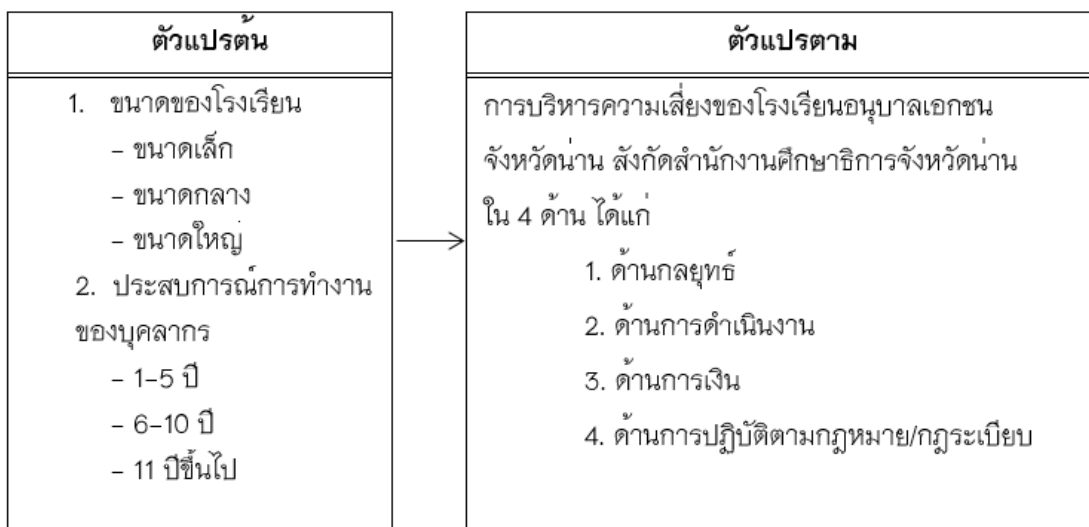 ตัวแปรต้น
1. ขนาดของโรงเรียน
- ขนาดเล็ก
- ขนาดกลาง
- ขนาดใหญ่
2. ประสบการณ์การทำงาน
ของบุคลากร
- 1-5 ปี
- 6-10 ปี
- 11 ปีขึ้นไป
ตัวแปรตาม
การบริหารความเสี่ยงของโรงเรียนอนุบาลเอกชน
จังหวัดน่าน สังกัดสำนักงานศึกษาธิการจังหวัดน่าน
ใน 4 ด้าน ได้แก่
1. ด้านกลยุทธ์
2. ด้านการดำเนินงาน
3. ด้านการเงิน
4. ด้านการปฏิบัติตามกฎหมาย/กฎระเบียบ